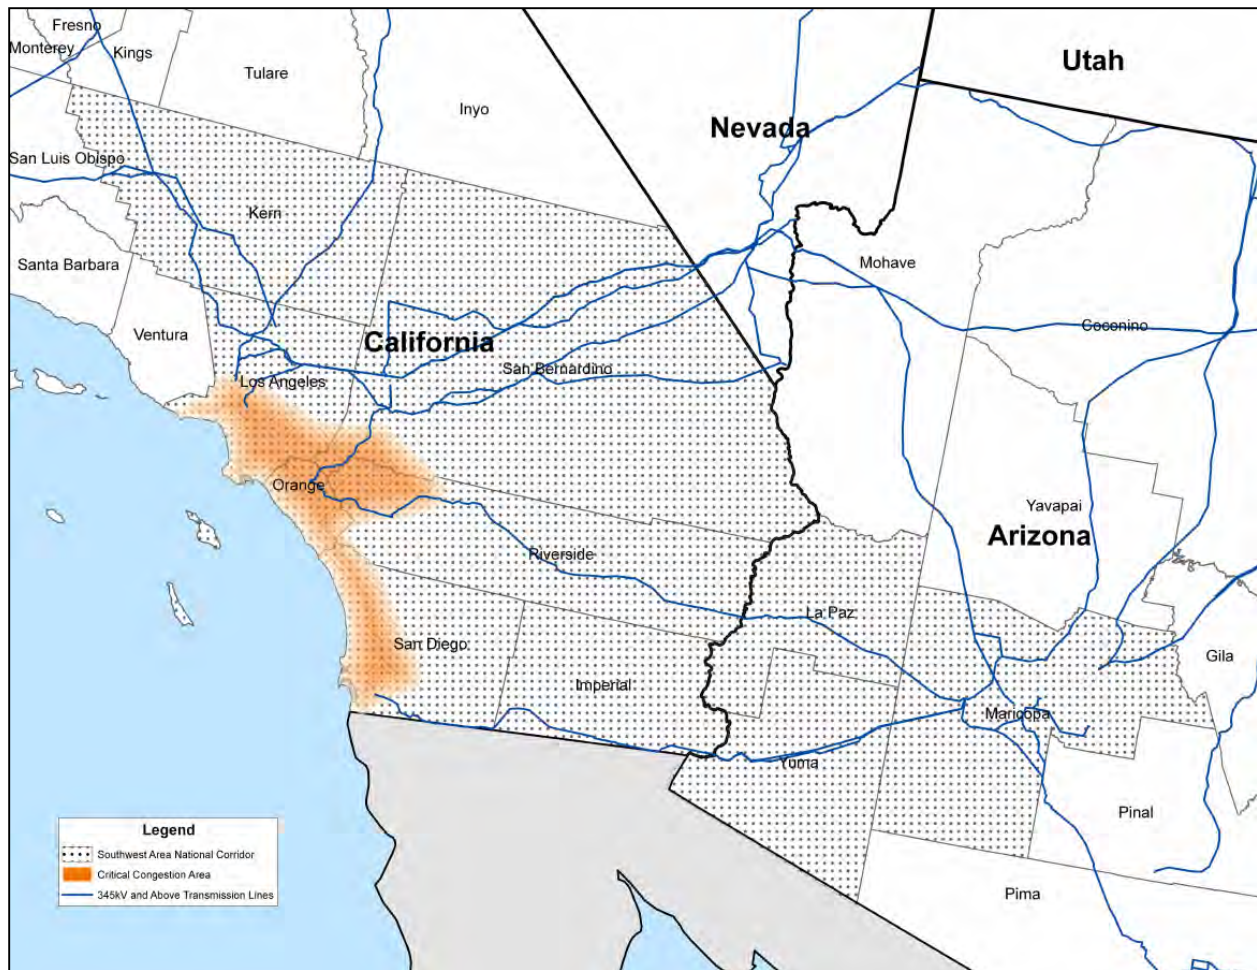 Fresno
Monterey
Kings
Tulare
Inyo
Utah
Nevada
San Luis Obispo
Kern
Santa Barbara
Mohave
Ventura
California
Coconino
San Bernardino
Los Angeles
Orange
Yavapai
Arizona
Riverside
La Paz
San Diego
Gila
Imperial
Maricopa
Yuma
Pinal
Pima
Legend
Southwest Area National Corridor
Critical Congestion Area
345kV and Above Transmission Lines